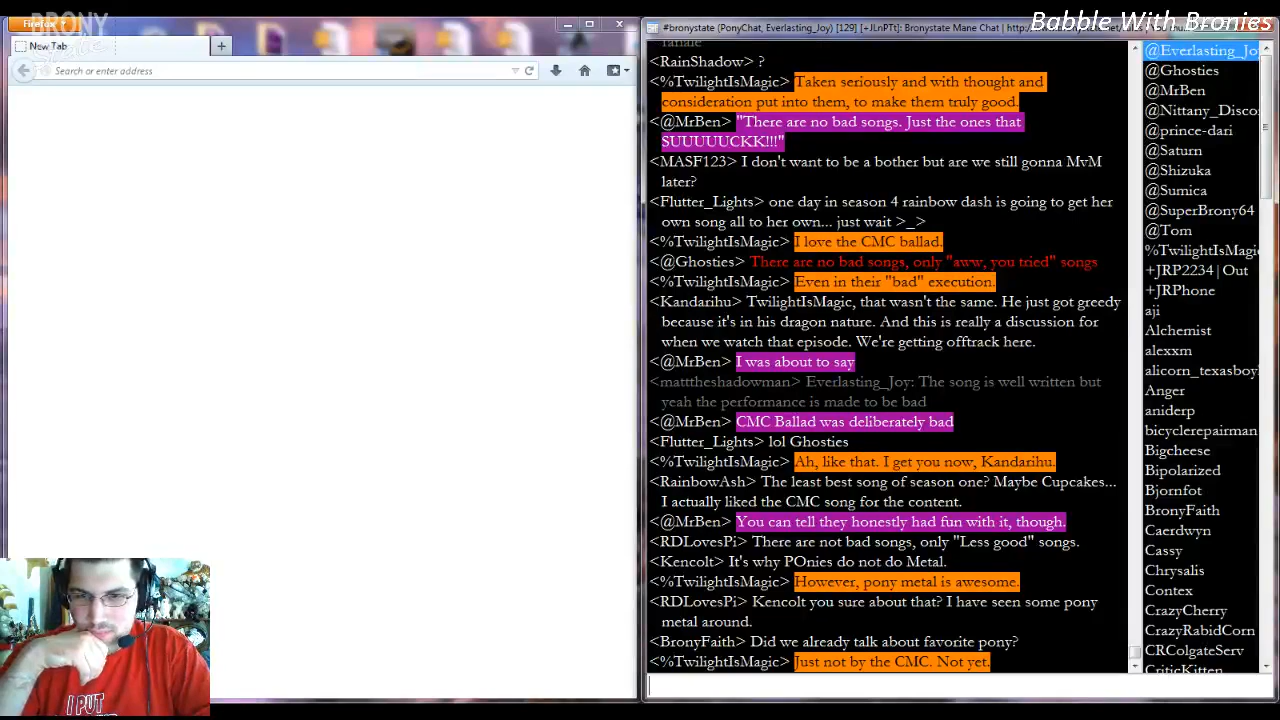 BRONY
Firefox
New Tab
Search or enter address
I PUT
Babble With Bronies
#bronystate (PonyChat, Everlasting_Joy) [129] [+JLnPTt]: Bronystate Mane Chat |
<RainShadow> ?
<%TwilightIsMagic> Taken seriously and with thought and
consideration put into them, to make them truly good.
<@MrBen> "There are no bad songs. Just the ones that
SUUUUUCKK!!!"
<MASF123> I don't want to be a bother but are we still gonna MvM
later?
<Flutter_Lights> one day in season 4 rainbow dash is going to get her
own song all to her own... just wait >_>
<%TwilightIsMagic> I love the CMC ballad.
<@Ghosties> There are no bad songs, only "aww, you tried" songs
<%TwilightIsMagic> Even in their "bad" execution.
<Kandarihu> TwilightIsMagic, that wasn't the same. He just got greedy
because it's in his dragon nature. And this is really a discussion for
when we watch that episode. We're getting offtrack here.
<@MrBen> I was about to say
<matttheshadowman> Everlasting_Joy: The song is well written but
yeah the performance is made to be bad
<@MrBen> CMC Ballad was deliberately bad
<Flutter_Lights> lol Ghosties
<%TwilightIsMagic> Ah, like that. I get you now, Kandarihu.
<RainbowAsh> The least best song of season one? Maybe Cupcakes...
I actually liked the CMC song for the content.
<@MrBen> You can tell they honestly had fun with it, though.
<RDLovesPi> There are not bad songs, only "Less good" songs.
<Kencolt> It's why POnies do not do Metal.
<%TwilightIsMagic> However, pony metal is awesome.
<RDLovesPi> Kencolt you sure about that? I have seen some pony
metal around.
<BronyFaith> Did we already talk about favorite pony?
<%TwilightIsMagic> Just not by the CMC. Not yet.
@Everlasting_Jo
@Ghosties
@MrBen
@Nittany_Disco
@prince-dari
@Saturn
@Shizuka
@Sumica
@SuperBrony64
@Tom
%TwilightIsMagic
+JRP2234|Out
+JRPhone
aji
Alchemist
alexxm
alicorn_texasboy
Anger
aniderp
bicyclerepairman
Bigcheese
Bipolarized
Bjornfot
BronyFaith
Caerdwyn
Cassy
Chrysalis
Contex
CrazyCherry
CrazyRabidCorn
CRColgateServ
CriticKitten